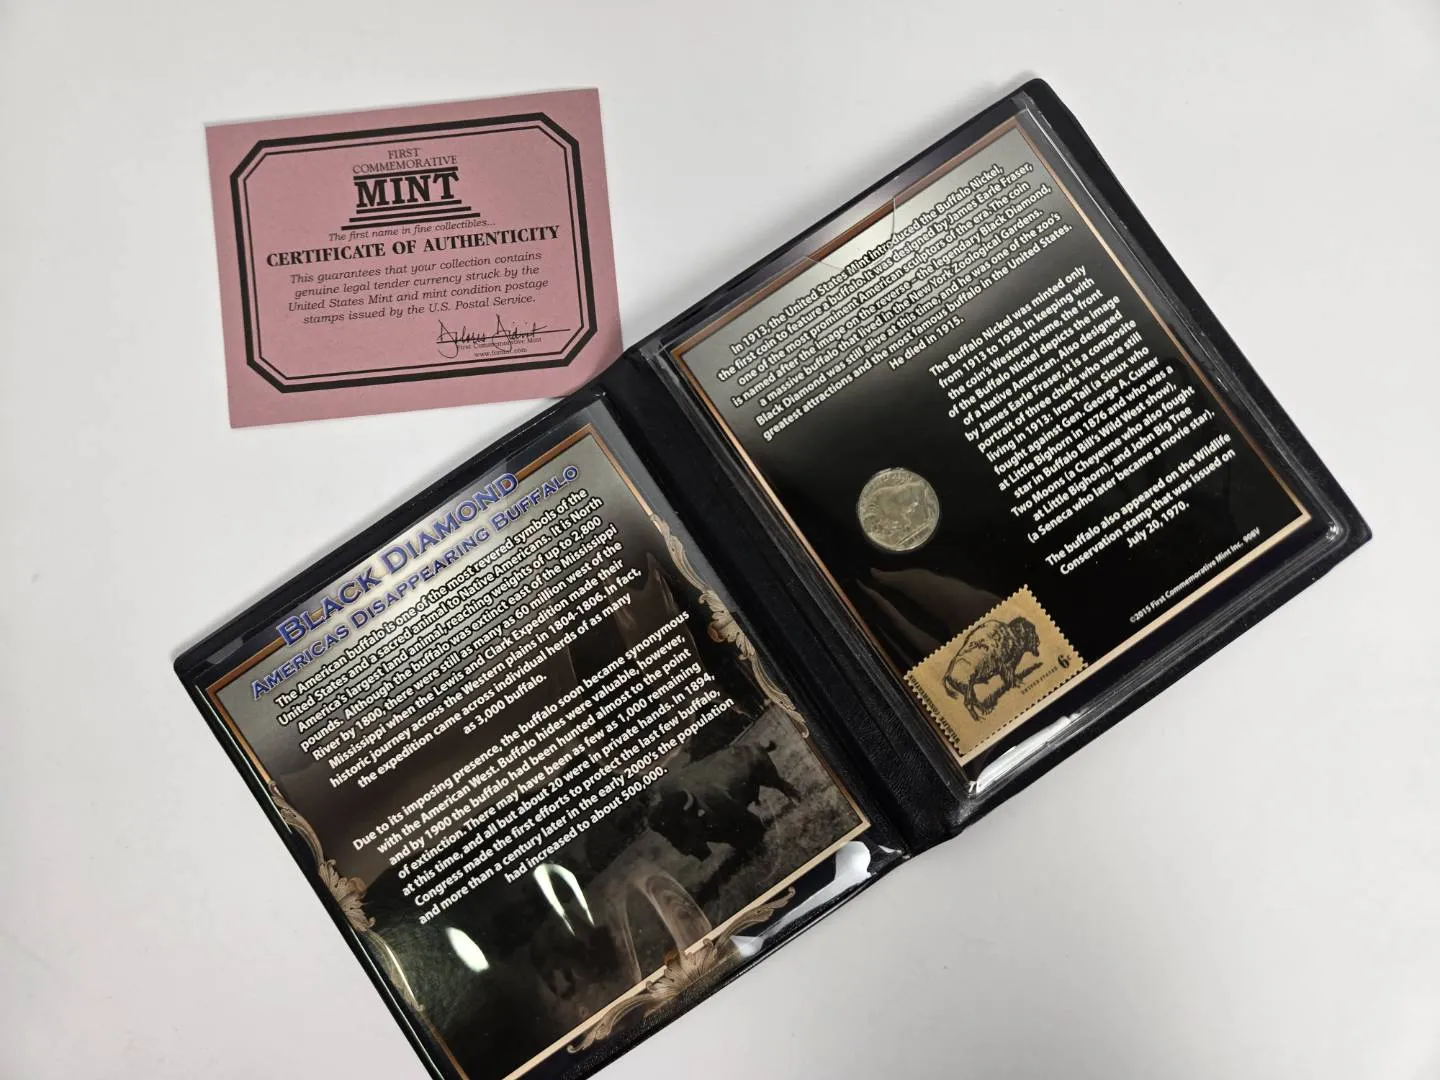 FIRST
COMMEMORATIVE
MINT
The first name in fine collectibles...
CERTIFICATE OF AUTHENTICITY
This guarantees that your collection contains
genuine legal tender currency struck by the
United States Mint and mint condition postage
stamps issued by the U.S. Postal Service.
First Commemorative Mint
www.fcmint.com
BLACK DIAMOND
AMERICAS DISAPPEARING BUFFALO
The American buffalo is one of the most revered symbols of the
United States and a sacred animal to Native Americans. It is North
America's largest land animal, reaching weights of up to 2,800
pounds. Although the buffalo was extinct east of the Mississippi
River by 1800, there were still as many as 60 million west of the
Mississippi when the Lewis and Clark Expedition made their
historic journey across the Western plains in 1804-1806. In fact,
the expedition came across individual herds of as many
as 3,000 buffalo.
Due to its imposing presence, the buffalo soon became synonymous
with the American West. Buffalo hides were valuable, however,
and by 1900 the buffalo had been hunted almost to the point
of extinction. There may have been as few as 1,000 remaining
at this time, and all but about 20 were in private hands. In 1894,
Congress made the first efforts to protect the last few buffalo,
and more than a century later in the early 2000's the population
had increased to about 500,000.
In 1913, the United States Mint introduced the Buffalo Nickel,
the first coin to feature a buffalo. It was designed by James Earle Fraser,
one of the most prominent American sculptors of the era. The coin
is named after the image on the reverse – the legendary Black Diamond,
a massive buffalo that lived in the New York Zoological Gardens.
Black Diamond was still alive at this time, and he was one of the zoo's
greatest attractions and the most famous buffalo in the United States.
He died in 1915.
The Buffalo Nickel was minted only
from 1913 to 1938. In keeping with
the coin's Western theme, the front
of the Buffalo Nickel depicts the image
of a Native American. Also designed
by James Earle Fraser, it is a composite
portrait of three chiefs who were still
living in 1913: Iron Tail (a Sioux who
fought against Gen. George A. Custer
at Little Bighorn in 1876 and who was a
star in Buffalo Bill's Wild West show),
Two Moons (a Cheyenne who also fought
at Little Bighorn), and John Big Tree
(a Seneca who later became a movie star).
The buffalo also appeared on the Wildlife
Conservation stamp that was issued on
July 20, 1970.
©2015 First Commemorative Mint Inc. 9069V
6c
UNITED STATES
WILDLIFE CONSERVATION